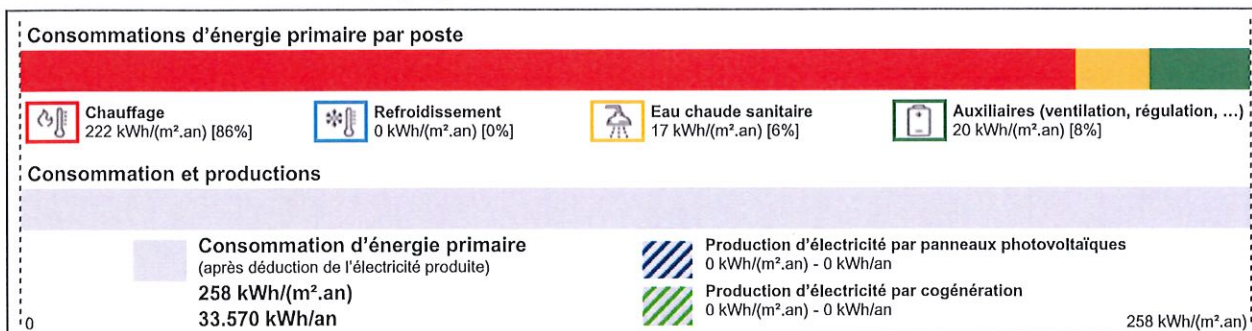 Consommations d'énergie primaire par poste
Chauffage
222 kWh/(m².an) [86%]
Refroidissement
0 kWh/(m².an) [0%]
Eau chaude sanitaire
17 kWh/(m².an) [6%]
Auxiliaires (ventilation, régulation, ...)
20 kWh/(m².an) [8%]
Consommation et productions
Consommation d'énergie primaire
(après déduction de l'électricité produite)
258 kWh/(m².an)
33.570 kWh/an
Production d'électricité par panneaux photovoltaïques
0 kWh/(m².an) - 0 kWh/an
Production d'électricité par cogénération
0 kWh/(m².an) - 0 kWh/an
0
258 kWh/(m².an)